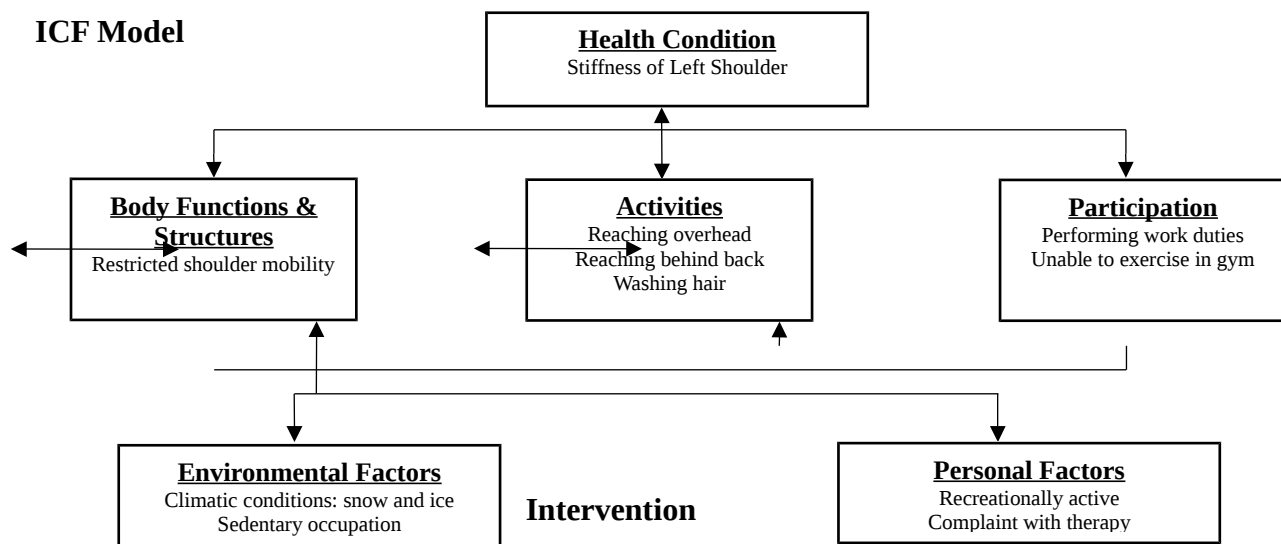 ICF Model
Health Condition
Stiffness of Left Shoulder
Body Functions &
Structures
Restricted shoulder mobility
Activities
Reaching overhead
Reaching behind back
Washing hair
Participation
Performing work duties
Unable to exercise in gym
Environmental Factors
Climatic conditions: snow and ice
Sedentary occupation
Intervention
Personal Factors
Recreationally active
Complaint with therapy